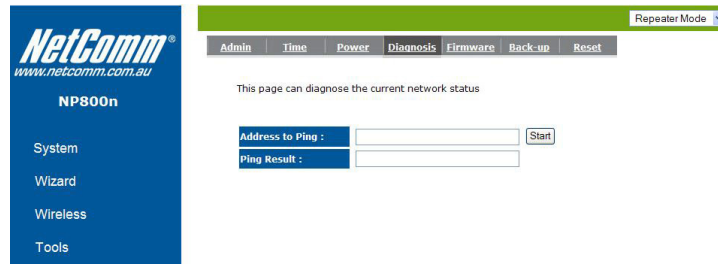 Repeater Mode
NetComm®
www.netcomm.com.au
NP800n
System
Wizard
Wireless
Tools
Admin Time Power Diagnosis Firmware Back-up Reset
This page can diagnose the current network status
Address to Ping : Start
Ping Result :